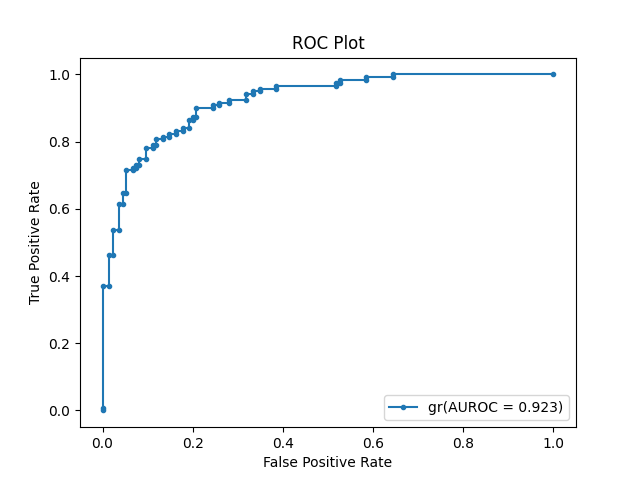 ROC Plot
True Positive Rate
1.0
0.8
0.6
0.4
0.2
0.0
gr(AUROC = 0.923)
0.0 0.2 0.4 0.6 0.8 1.0
False Positive Rate